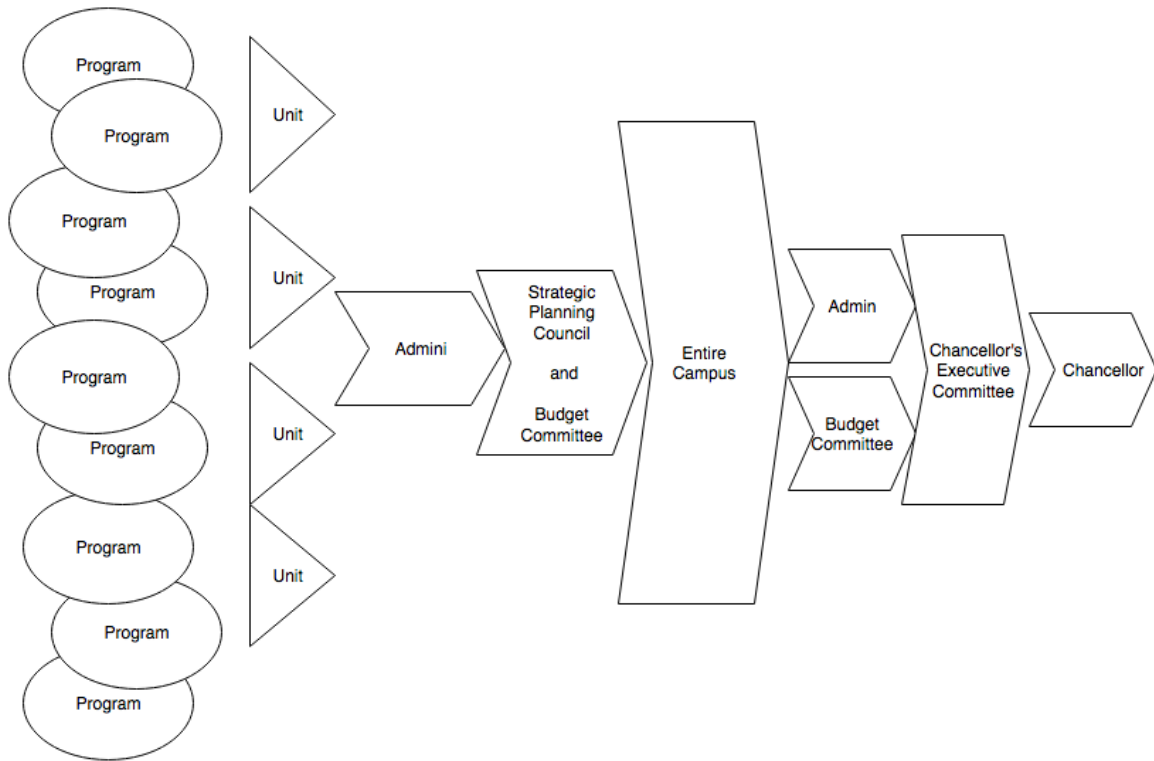 Program
Program
Program
Program
Program
Program
Program
Program
Program
Unit
Unit
Unit
Unit
Admini
Strategic
Planning
Council
and
Budget
Committee
Entire
Campus
Admin
Budget
Committee
Chancellor's
Executive
Committee
Chancellor